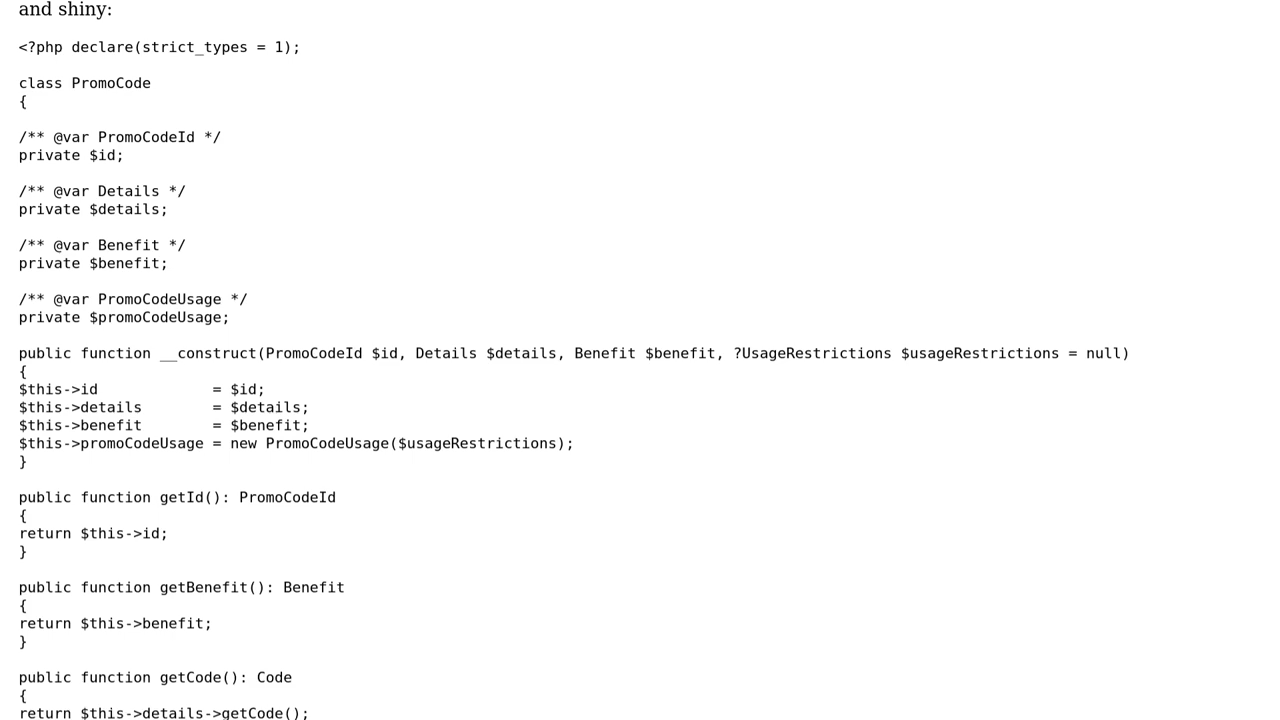 and shiny:
<?php declare(strict_types = 1);
class PromoCode
{
/** @var PromoCodeId */
private $id;
/** @var Details */
private $details;
/** @var Benefit */
private $benefit;
/** @var PromoCodeUsage */
private $promoCodeUsage;
public function __construct(PromoCodeId $id, Details $details, Benefit $benefit, ?UsageRestrictions $usageRestrictions = null)
{
$this->id             = $id;
$this->details        = $details;
$this->benefit        = $benefit;
$this->promoCodeUsage = new PromoCodeUsage($usageRestrictions);
}
public function getId(): PromoCodeId
{
return $this->id;
}
public function getBenefit(): Benefit
{
return $this->benefit;
}
public function getCode(): Code
{
return $this->details->getCode();